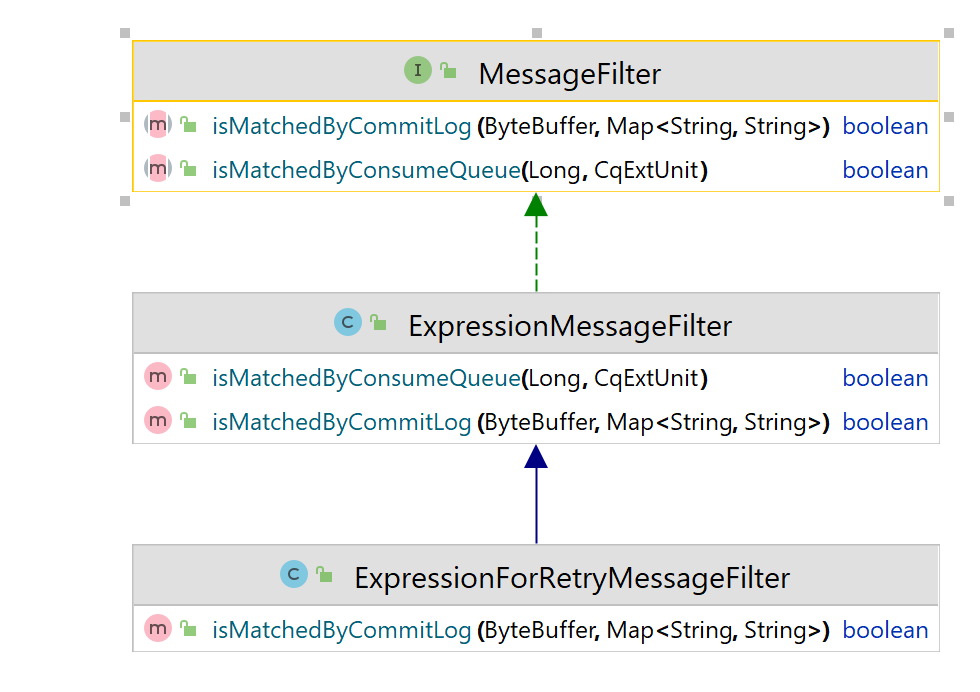 I MessageFilter
m isMatchedByCommitLog (ByteBuffer, Map<String, String>) boolean
m isMatchedByConsumeQueue(Long, CqExtUnit) boolean
C ExpressionMessageFilter
m isMatchedByConsumeQueue(Long, CqExtUnit) boolean
m isMatchedByCommitLog (ByteBuffer, Map<String, String>) boolean
C ExpressionForRetryMessageFilter
m isMatchedByCommitLog (ByteBuffer, Map<String, String>) boolean